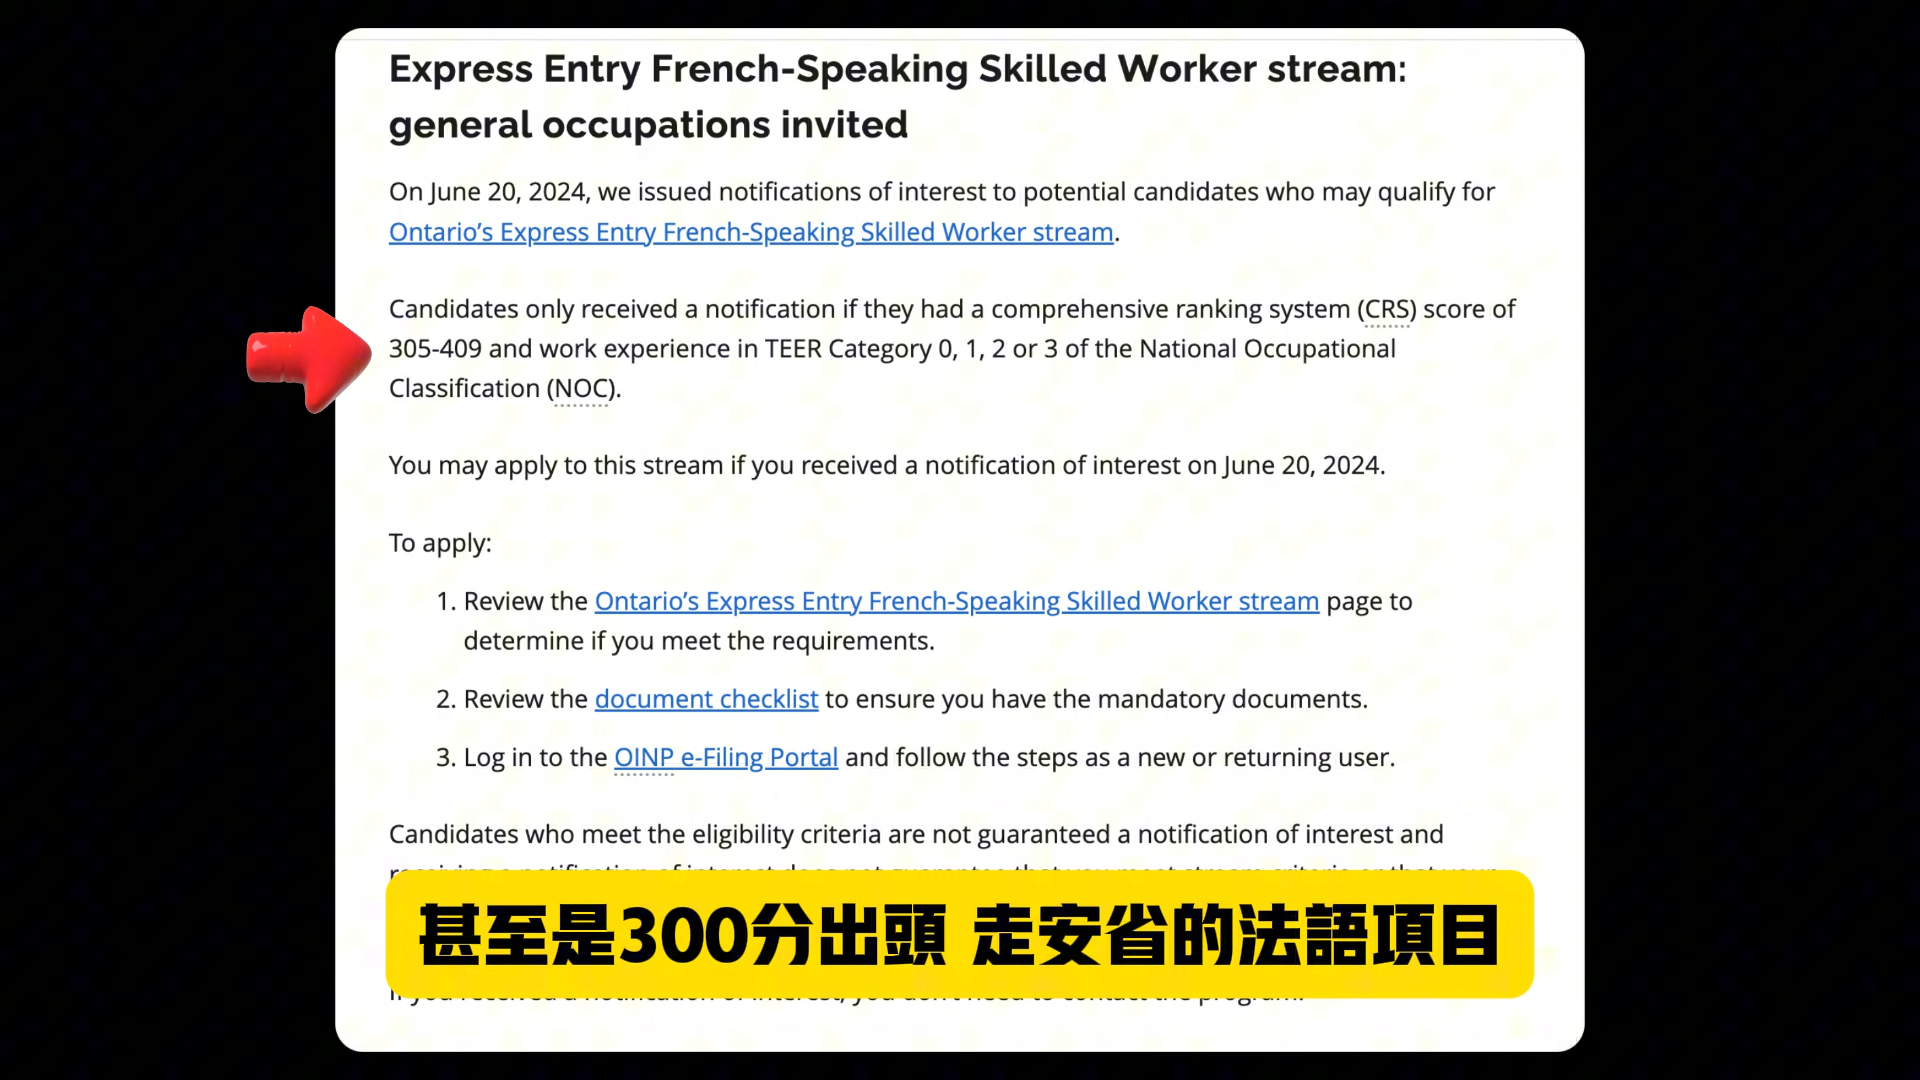 Express Entry French-Speaking Skilled Worker stream:
general occupations invited
On June 20, 2024, we issued notifications of interest to potential candidates who may qualify for
Ontario’s Express Entry French-Speaking Skilled Worker stream.
Candidates only received a notification if they had a comprehensive ranking system (CRS) score of
305-409 and work experience in TEER Category 0, 1, 2 or 3 of the National Occupational
Classification (NOC).
You may apply to this stream if you received a notification of interest on June 20, 2024.
To apply:
1. Review the Ontario’s Express Entry French-Speaking Skilled Worker stream page to
determine if you meet the requirements.
2. Review the document checklist to ensure you have the mandatory documents.
3. Log in to the OINP e-Filing Portal and follow the steps as a new or returning user.
Candidates who meet the eligibility criteria are not guaranteed a notification of interest and
甚至是300分出頭 走安省的法語項目